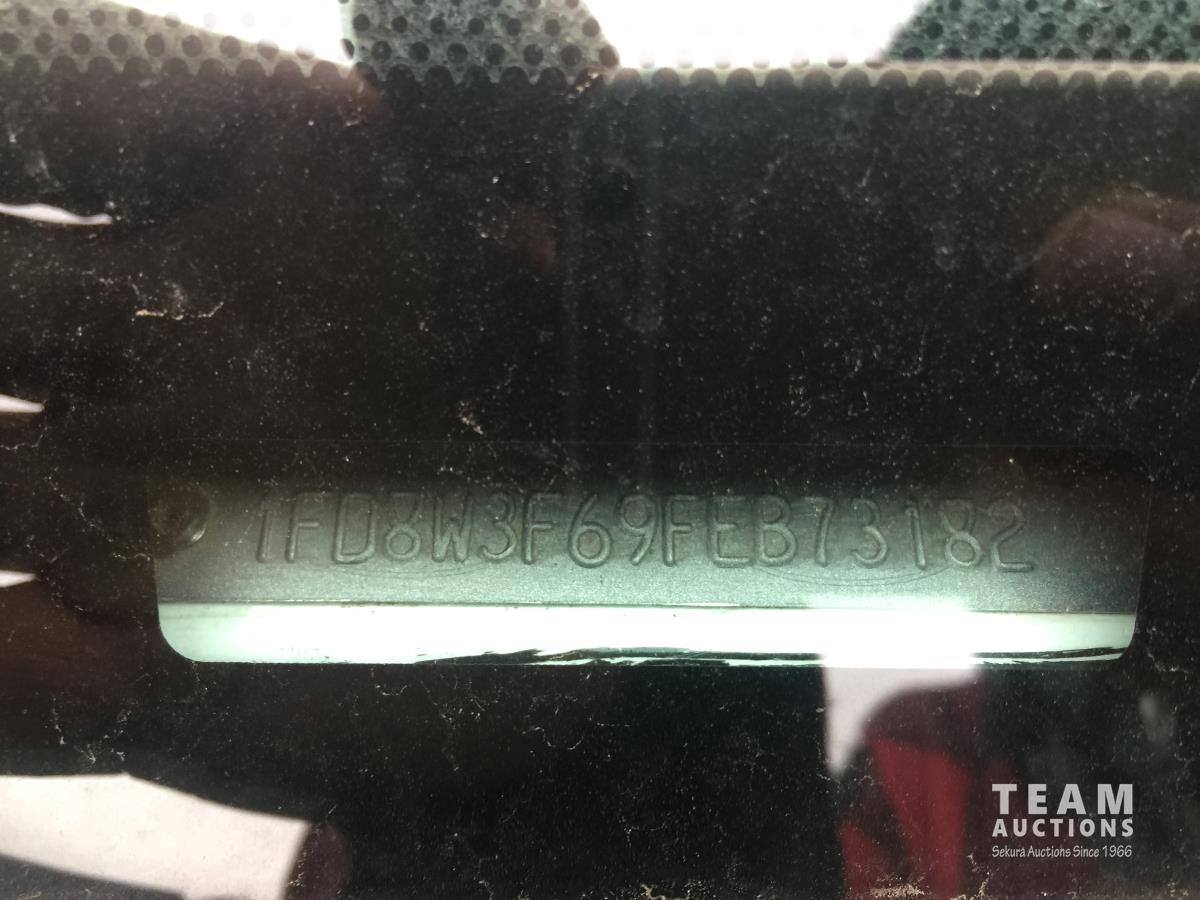 1FD8W3F69FEB73182
TEAM
AUCTIONS
Sekura Auctions Since 1966